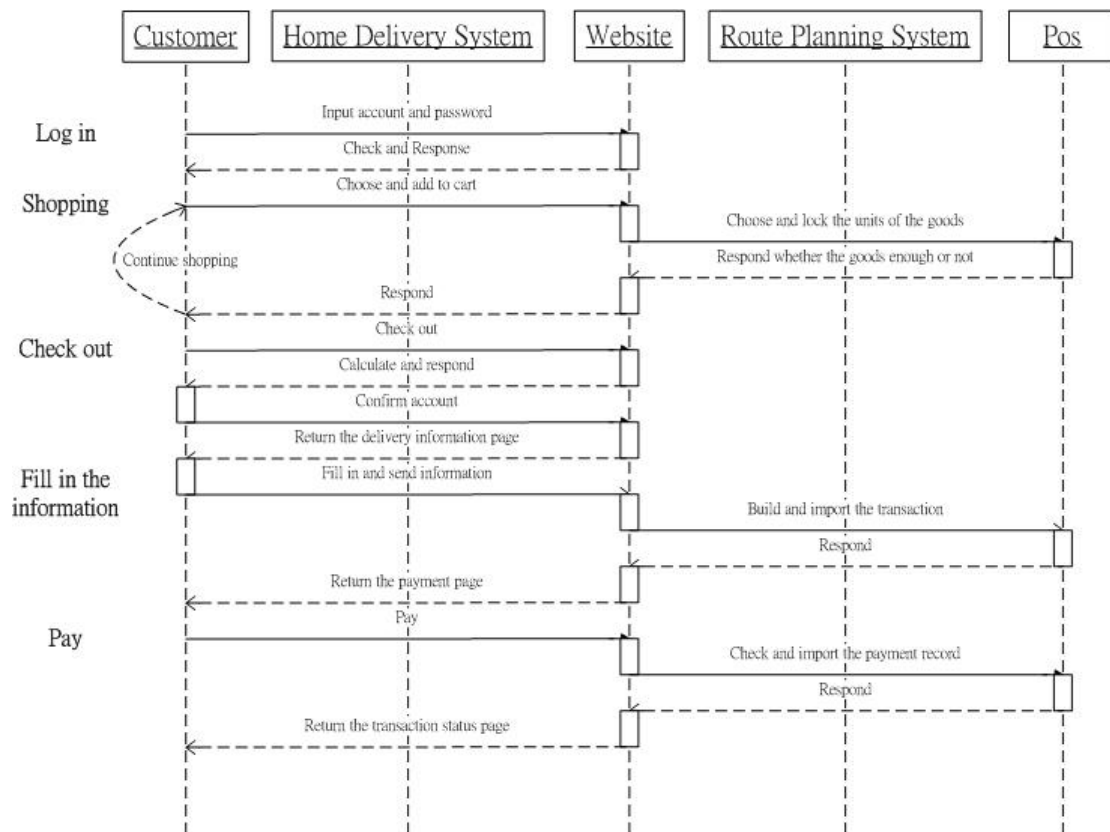 Customer
Home Delivery System
Website
Route Planning System
Pos
Input account and password
Log in
Check and Response
Choose and add to cart
Shopping
Choose and lock the units of the goods
Continue shopping
Respond whether the goods enough or not
Respond
Check out
Check out
Calculate and respond
Confirm account
Return the delivery information page
Fill in and send information
Fill in the
information
Build and import the transaction
Respond
Return the payment page
Pay
Pay
Check and import the payment record
Respond
Return the transaction status page